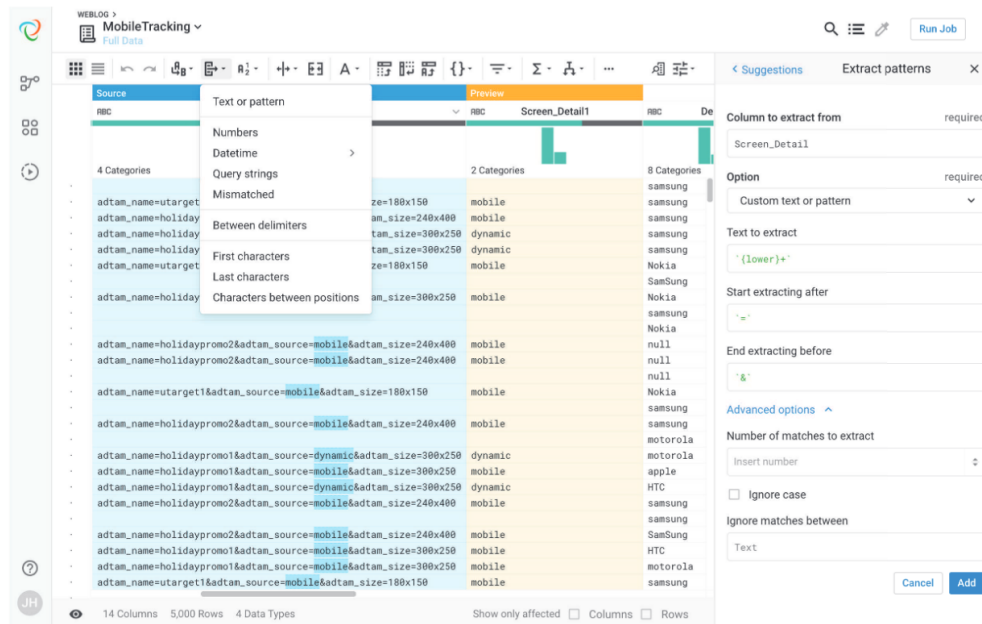 WEBLOG >
MobileTracking
Full Data
Run Job
Source
Preview
ABC
ABC Screen_Detail1
ABC De
4 Categories
2 Categories
8 Categories
Text or pattern
Numbers
Datetime
Query strings
Mismatched
Between delimiters
First characters
Last characters
Characters between positions
samsung
adtam_name=utarget ze=180x150 mobile samsung
adtam_name=holiday am_size=240x400 mobile samsung
adtam_name=holiday tam_size=300x250 dynamic samsung
adtam_name=holiday tam_size=300x250 dynamic samsung
adtam_name=utarget ze=180x150 mobile Nokia
SamSung
adtam_name=holiday am_size=300x250 mobile Nokia
samsung
Nokia
adtam_name=holidaypromo2&adtam_source=mobile&adtam_size=240x400 mobile null
adtam_name=holidaypromo2&adtam_source=mobile&adtam_size=240x400 mobile null
null
adtam_name=utarget1&adtam_source=mobile&adtam_size=180x150 mobile Nokia
samsung
adtam_name=holidaypromo2&adtam_source=mobile&adtam_size=240x400 mobile samsung
motorola
adtam_name=holidaypromo1&adtam_source=dynamic&adtam_size=300x250 dynamic motorola
adtam_name=holidaypromo1&adtam_source=mobile&adtam_size=300x250 mobile apple
adtam_name=holidaypromo1&adtam_source=dynamic&adtam_size=300x250 dynamic HTC
adtam_name=holidaypromo2&adtam_source=mobile&adtam_size=240x400 mobile samsung
samsung
adtam_name=holidaypromo2&adtam_source=mobile&adtam_size=240x400 mobile SamSung
adtam_name=holidaypromo1&adtam_source=mobile&adtam_size=300x250 mobile HTC
adtam_name=holidaypromo1&adtam_source=mobile&adtam_size=300x250 mobile motorola
adtam_name=utarget1&adtam_source=mobile&adtam_size=180x150 mobile samsung
JH
14 Columns 5,000 Rows 4 Data Types
Show only affected Columns Rows
< Suggestions Extract patterns
Column to extract from required
Screen_Detail
Option required
Custom text or pattern
Text to extract
`{lower}+`
Start extracting after
`=`
End extracting before
`&`
Advanced options
Number of matches to extract
Insert number
Ignore case
Ignore matches between
Text
Cancel Add